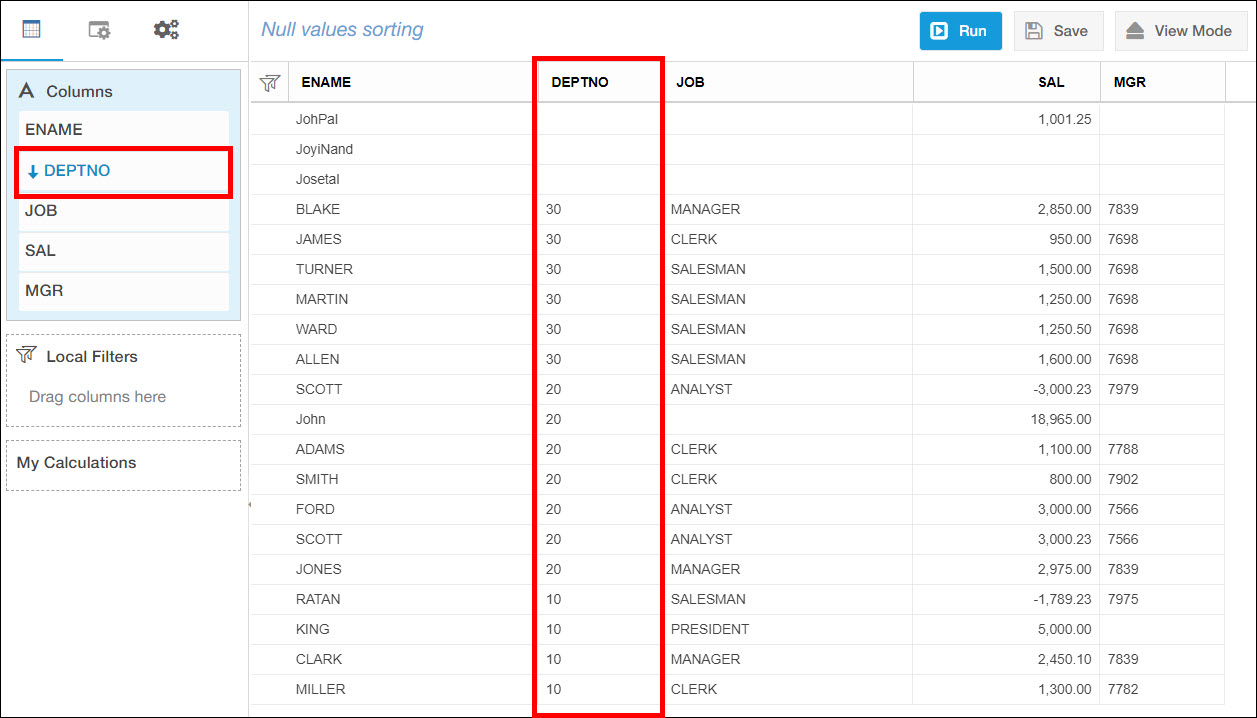 Null values sorting
Run Save View Mode
Columns
ENAME
DEPTNO
JOB
SAL
MGR
Local Filters
Drag columns here
My Calculations
ENAME DEPTNO JOB SAL MGR
JohPal 1,001.25
JoyiNand
Josetal
BLAKE 30 MANAGER 2,850.00 7839
JAMES 30 CLERK 950.00 7698
TURNER 30 SALESMAN 1,500.00 7698
MARTIN 30 SALESMAN 1,250.00 7698
WARD 30 SALESMAN 1,250.50 7698
ALLEN 30 SALESMAN 1,600.00 7698
SCOTT 20 ANALYST -3,000.23 7979
John 20 18,965.00
ADAMS 20 CLERK 1,100.00 7788
SMITH 20 CLERK 800.00 7902
FORD 20 ANALYST 3,000.00 7566
SCOTT 20 ANALYST 3,000.23 7566
JONES 20 MANAGER 2,975.00 7839
RATAN 10 SALESMAN -1,789.23 7975
KING 10 PRESIDENT 5,000.00
CLARK 10 MANAGER 2,450.10 7839
MILLER 10 CLERK 1,300.00 7782